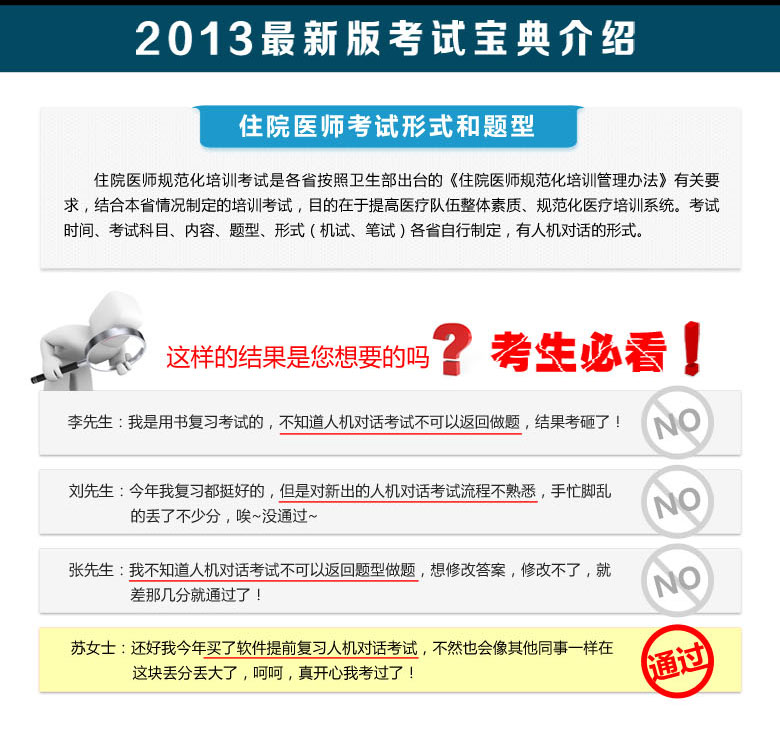 2013最新版考试宝典介绍
住院医师考试形式和题型
住院医师规范化培训考试是各省按照卫生部出台的《住院医师规范化培训管理办法》有关要
求，结合本省情况制定的培训考试，目的在于提高医疗队伍整体素质、规范化医疗培训系统。考试
时间、考试科目、内容、题型、形式（机试、笔试）各省自行制定，有人机对话的形式。
这样的结果是您想要的吗？考生必看！
李先生：我是用书复习考试的，不知道人机对话考试不可以返回做题，结果考砸了！
NO
刘先生：今年我复习都挺好的，但是对新出的人机对话考试流程不熟悉，手忙脚乱
的丢了不少分，唉~没通过~
NO
张先生：我不知道人机对话考试不可以返回题型做题，想修改答案，修改不了，就
差那几分就通过了！
NO
苏女士：还好我今年买了软件提前复习人机对话考试，不然也会像其他同事一样在
这块丢分丢大了，呵呵，真开心我考过了！
通过